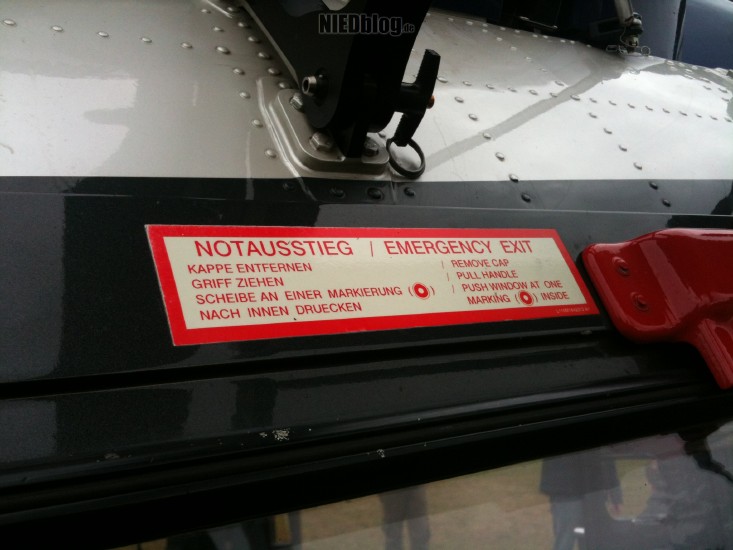 NIEDblog.de
NOTAUSSTIEG / EMERGENCY EXIT
KAPPE ENTFERNEN / REMOVE CAP
GRIFF ZIEHEN / PULL HANDLE
SCHEIBE AN EINER MARKIERUNG ( ) / PUSH WINDOW AT ONE
NACH INNEN DRUECKEN MARKING ( ) INSIDE